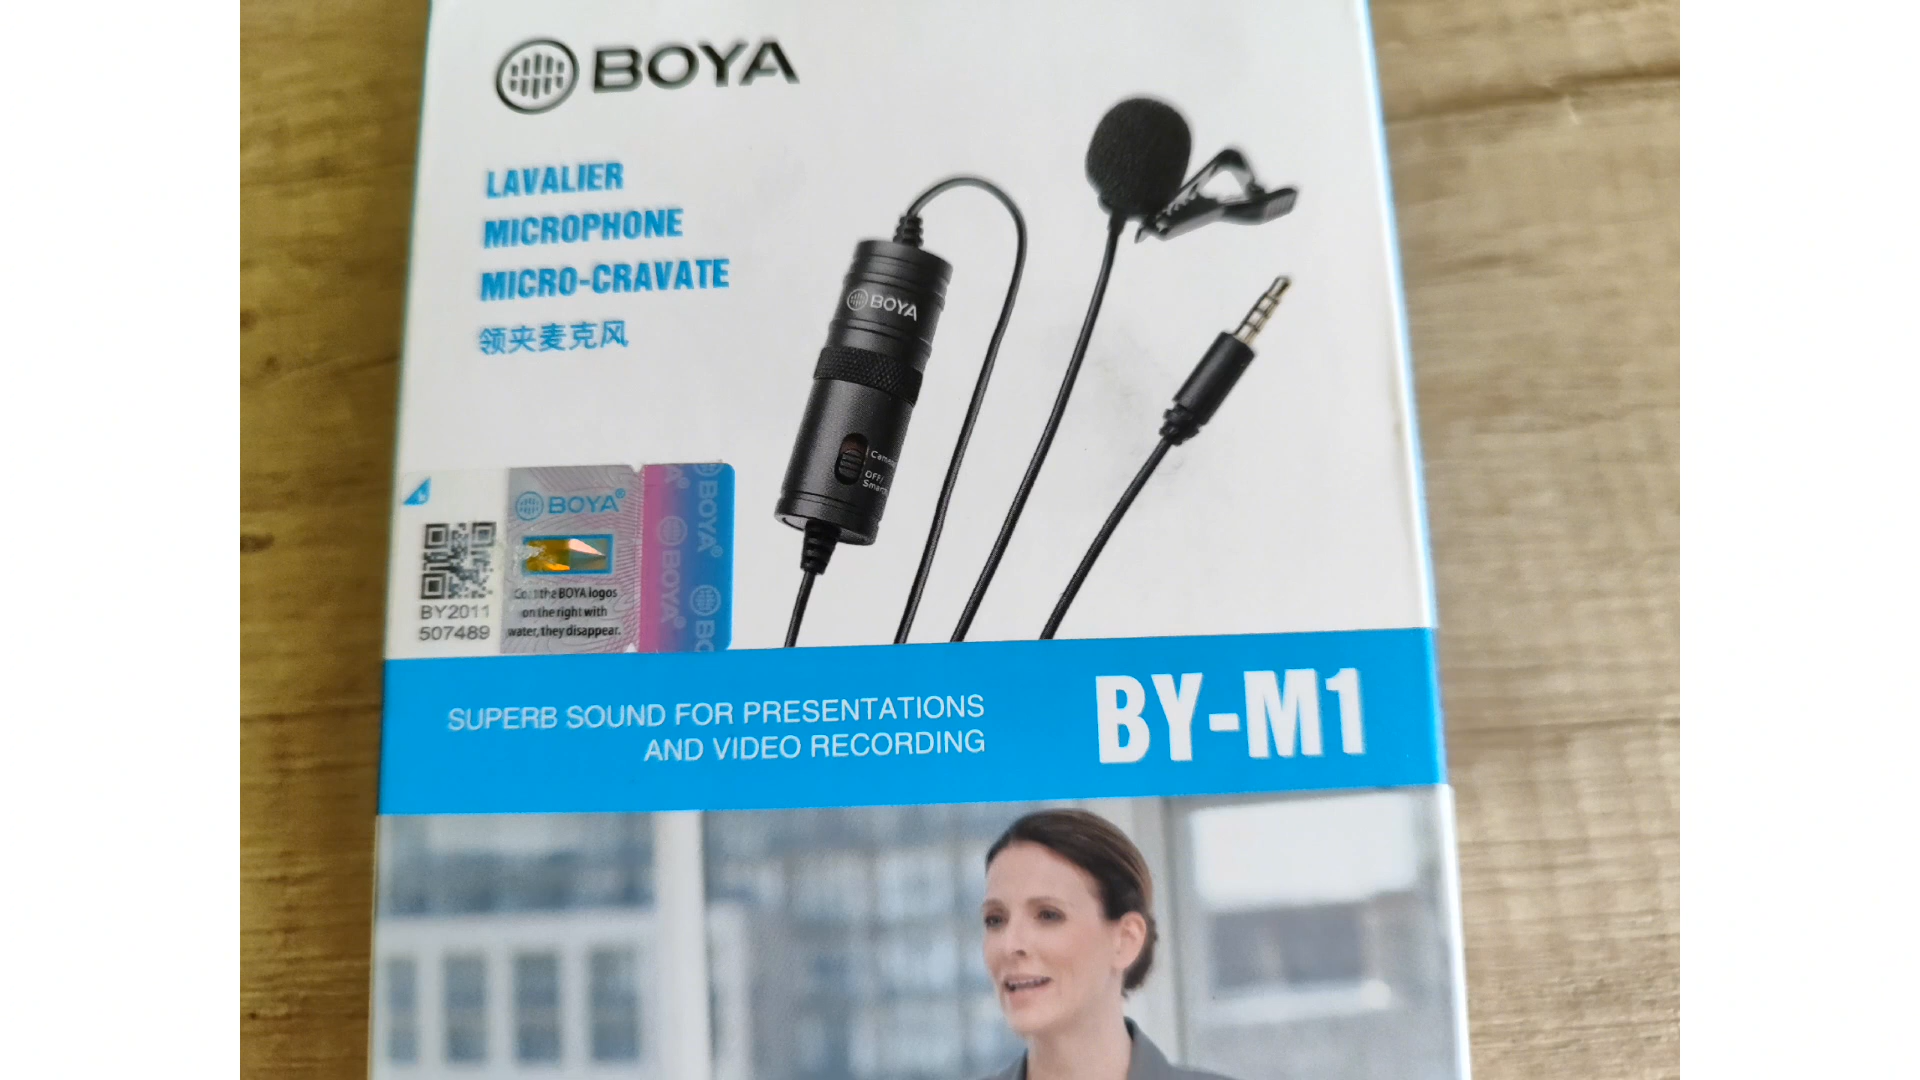 BOYA
LAVALIER
MICROPHONE
MICRO-CRAVATE
领夹麦克风
BOYA
OFF/
BOYA®
BOYA®
BOYA®
BY2011
507489
the BOYA logos
on the right with
water, they disappear.
SUPERB SOUND FOR PRESENTATIONS
AND VIDEO RECORDING
BY-M1